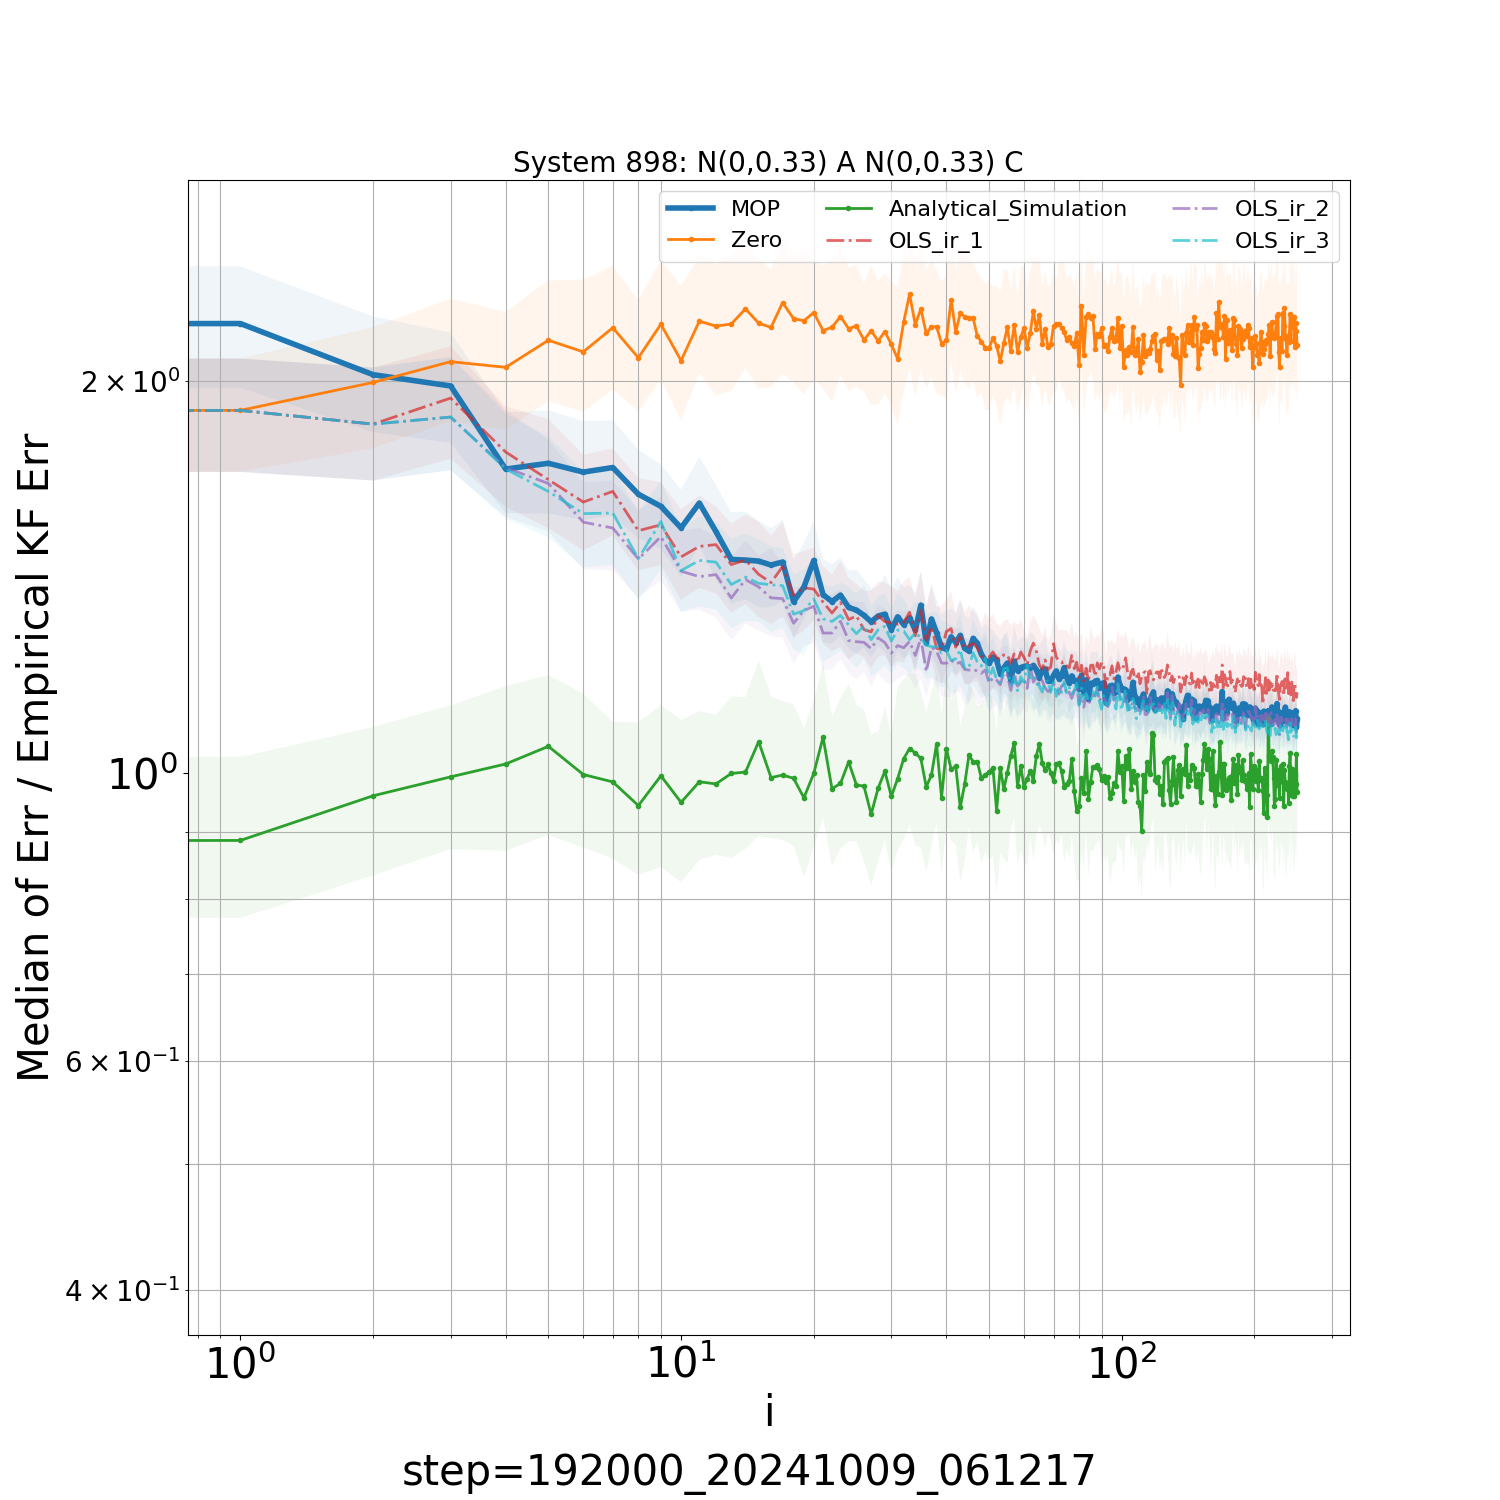 System 898: N(0,0.33) A N(0,0.33) C
MOP
Zero
Analytical_Simulation
OLS_ir_1
OLS_ir_2
OLS_ir_3
Median of Err / Empirical KF Err
2 × 10⁰
10⁰
6 × 10⁻¹
4 × 10⁻¹
10⁰ 10¹ 10²
i
step=192000_20241009_061217